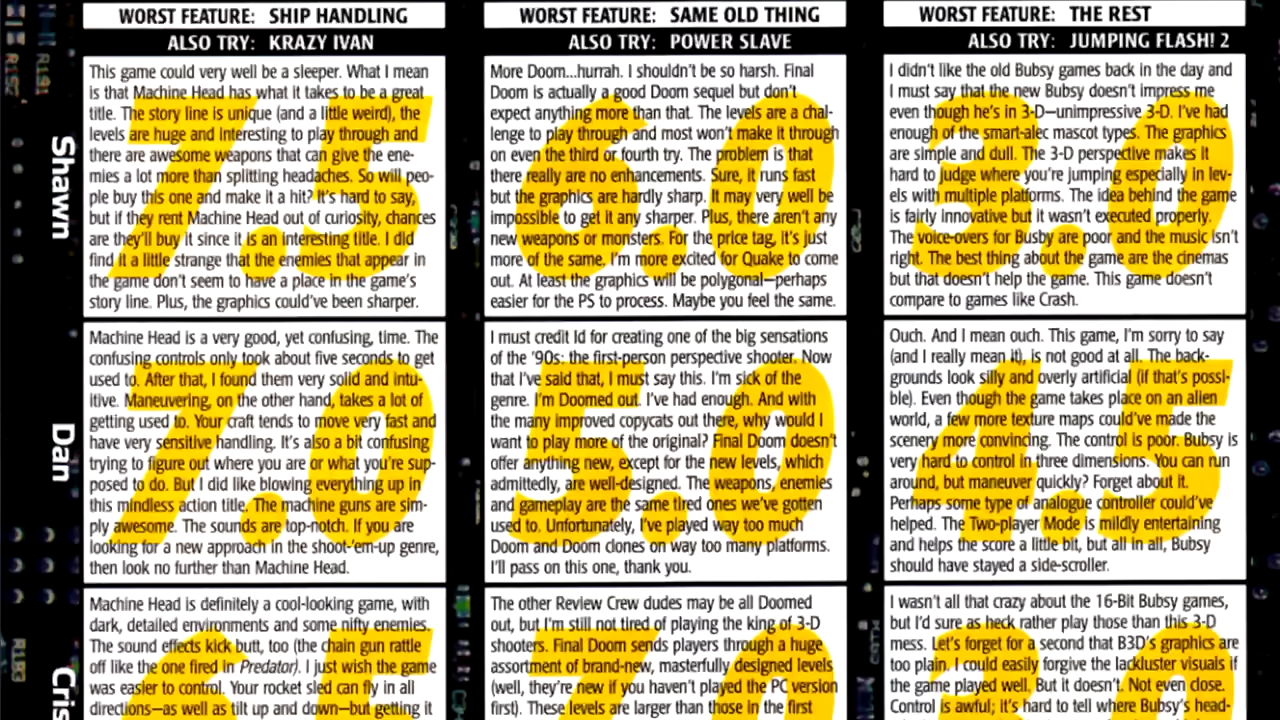 WORST FEATURE: SHIP HANDLING
ALSO TRY: KRAZY IVAN
Shawn
This game could very well be a sleeper. What I mean
is that Machine Head has what it takes to be a great
title. The story line is unique (and a little weird), the
levels are huge and interesting to play through and
there are awesome weapons that can give the ene-
mies a lot more than splitting headaches. So will peo-
ple buy this one and make it a hit? It's hard to say,
but if they rent Machine Head out of curiosity, chances
are they'll buy it since it is an interesting title. I did
find it a little strange that the enemies that appear in
the game don't seem to have a place in the game's
story line. Plus, the graphics could've been sharper.
7.5
Dan
Machine Head is a very good, yet confusing, time. The
confusing controls only took about five seconds to get
used to. After that, I found them very solid and intu-
itive. Maneuvering, on the other hand, takes a lot of
getting used to. Your craft tends to move very fast and
have very sensitive handling. It's also a bit confusing
trying to figure out where you are or what you're sup-
posed to do. But I did like blowing everything up in
this mindless action title. The machine guns are sim-
ply awesome. The sounds are top-notch. If you are
looking for a new approach in the shoot-'em-up genre,
then look no further than Machine Head.
7.0
Cris
Machine Head is definitely a cool-looking game, with
dark, detailed environments and some nifty enemies.
The sound effects kick butt, too (the chain gun rattle
off like the one fired in Predator). I just wish the game
was easier to control. Your rocket sled can fly in all
directions—as well as tilt up and down—but getting it
WORST FEATURE: SAME OLD THING
ALSO TRY: POWER SLAVE
More Doom...hurrah. I shouldn't be so harsh. Final
Doom is actually a good Doom sequel but don't
expect anything more than that. The levels are a chal-
lenge to play through and most won't make it through
on even the third or fourth try. The problem is that
there really are no enhancements. Sure, it runs fast
but the graphics are hardly sharp. It may very well be
impossible to get it any sharper. Plus, there aren't any
new weapons or monsters. For the price tag, it's just
more of the same. I'm more excited for Quake to come
out. At least the graphics will be polygonal—perhaps
easier for the PS to process. Maybe you feel the same.
6.0
I must credit Id for creating one of the big sensations
of the '90s: the first-person perspective shooter. Now
that I've said that, I must say this. I'm sick of the
genre. I'm Doomed out. I've had enough. And with
the many improved copycats out there, why would I
want to play more of the original? Final Doom doesn't
offer anything new, except for the new levels, which
admittedly, are well-designed. The weapons, enemies
and gameplay are the same tired ones we've gotten
used to. Unfortunately, I've played way too much
Doom and Doom clones on way too many platforms.
I'll pass on this one, thank you.
5.0
The other Review Crew dudes may be all Doomed
out, but I'm still not tired of playing the king of 3-D
shooters. Final Doom sends players through a huge
assortment of brand-new, masterfully designed levels
(well, they're new if you haven't played the PC version
first). These levels are larger than those in the first
WORST FEATURE: THE REST
ALSO TRY: JUMPING FLASH! 2
I didn't like the old Bubsy games back in the day and
I must say that the new Bubsy doesn't impress me
even though he's in 3-D—unimpressive 3-D. I've had
enough of the smart-alec mascot types. The graphics
are simple and dull. The 3-D perspective makes it
hard to judge where you're jumping especially in lev-
els with multiple platforms. The idea behind the game
is fairly innovative but it wasn't executed properly.
The voice-overs for Busby are poor and the music isn't
right. The best thing about the game are the cinemas
but that doesn't help the game. This game doesn't
compare to games like Crash.
3.0
Ouch. And I mean ouch. This game, I'm sorry to say
(and I really mean it), is not good at all. The back-
grounds look silly and overly artificial (if that's possi-
ble). Even though the game takes place on an alien
world, a few more texture maps could've made the
scenery more convincing. The control is poor. Bubsy is
very hard to control in three dimensions. You can run
around, but maneuver quickly? Forget about it.
Perhaps some type of analogue controller could've
helped. The Two-player Mode is mildly entertaining
and helps the score a little bit, but all in all, Bubsy
should have stayed a side-scroller.
4.5
I wasn't all that crazy about the 16-Bit Bubsy games,
but I'd sure as heck rather play those than this 3-D
mess. Let's forget for a second that B3D's graphics are
too plain. I could easily forgive the lackluster visuals if
the game played well. But it doesn't. Not even close.
Control is awful; it's hard to tell where Bubsy's head-